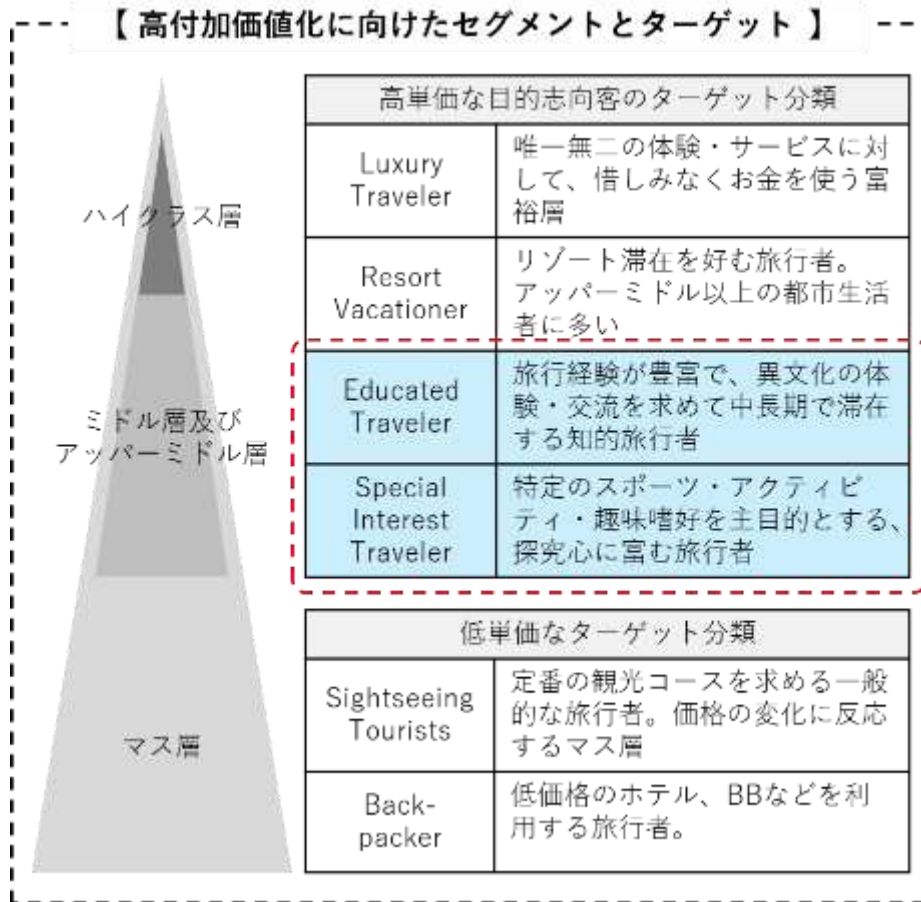 【 高付加価値化に向けたセグメントとターゲット 】
ハイクラス層
ミドル層及び
アッパーミドル層
マス層
高単価な目的志向客のターゲット分類
Luxury
Traveler
唯一無二の体験・サービスに対
して、惜しみなくお金を使う富
裕層
Resort
Vacationer
リゾート滞在を好む旅行者。
アッパーミドル以上の都市生活
者に多い
Educated
Traveler
旅行経験が豊富で、異文化の体
験・交流を求めて中長期で滞在
する知的旅行者
Special
Interest
Traveler
特定のスポーツ・アクティビ
ティ・趣味嗜好を主目的とする、
探究心に富む旅行者
低単価なターゲット分類
Sightseeing
Tourists
定番の観光コースを求める一般
的な旅行者。価格の変化に反応
するマス層
Back-
packer
低価格のホテル、BBなどを利
用する旅行者。